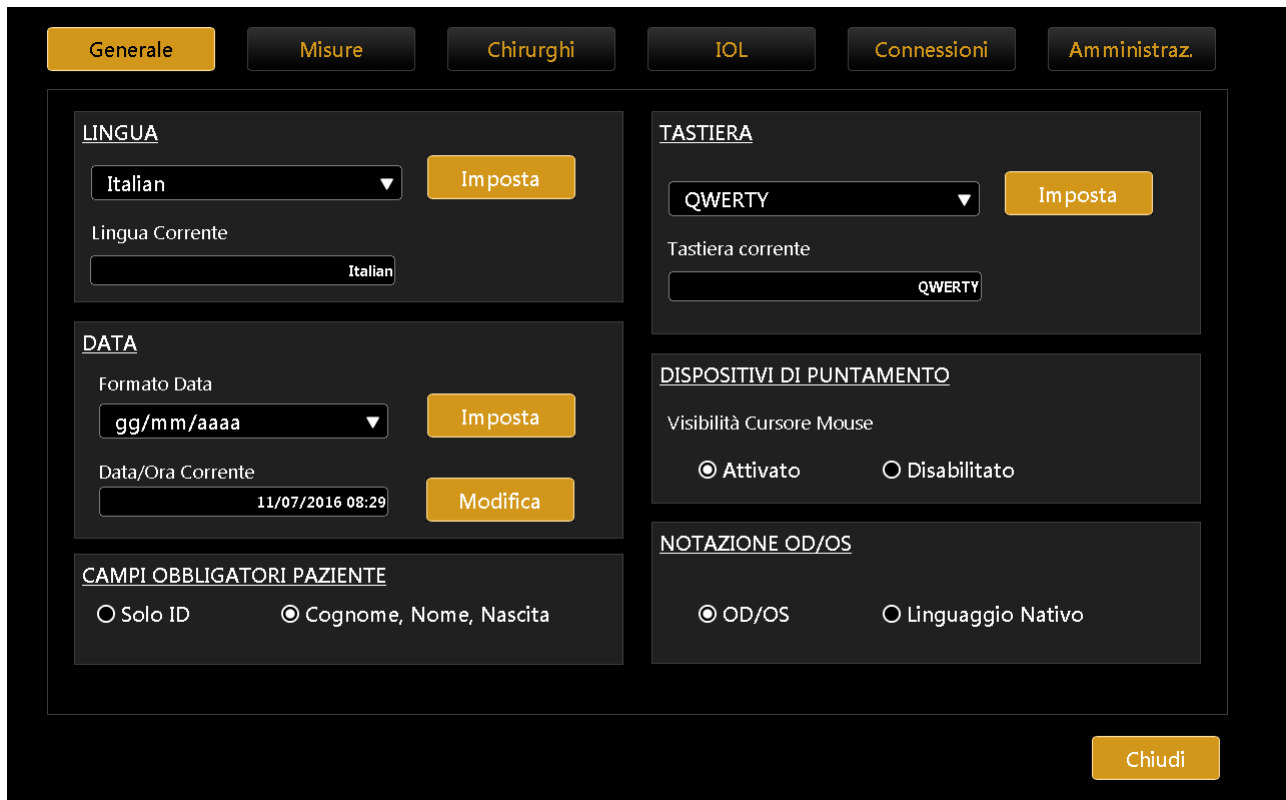 Generale Misure Chirurghi IOL Connessioni Amministraz.
LINGUA
Italian Imposta
Lingua Corrente
Italian
DATA
Formato Data
gg/mm/aaaa Imposta
Data/Ora Corrente
11/07/2016 08:29 Modifica
CAMPI OBBLIGATORI PAZIENTE
Solo ID Cognome, Nome, Nascita
TASTIERA
QWERTY Imposta
Tastiera corrente
QWERTY
DISPOSITIVI DI PUNTAMENTO
Visibilità Cursore Mouse
Attivato Disabilitato
NOTAZIONE OD/OS
OD/OS Linguaggio Nativo
Chiudi